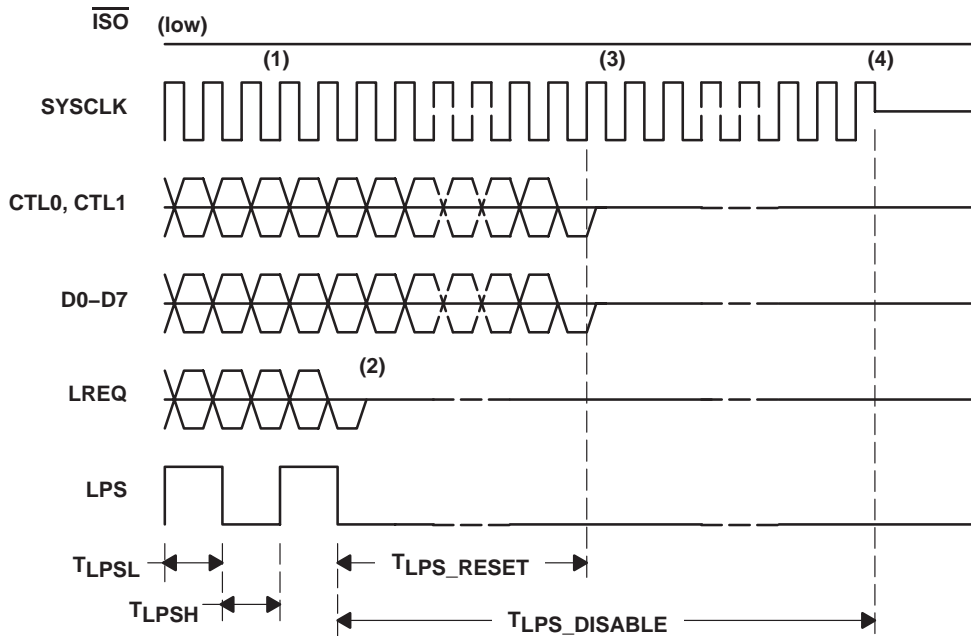 ISO (low)
(1) (3) (4)
SYSCLK
CTL0, CTL1
D0–D7
(2)
LREQ
LPS
TLPSL TLPS_RESET
TLPSH TLPS_DISABLE